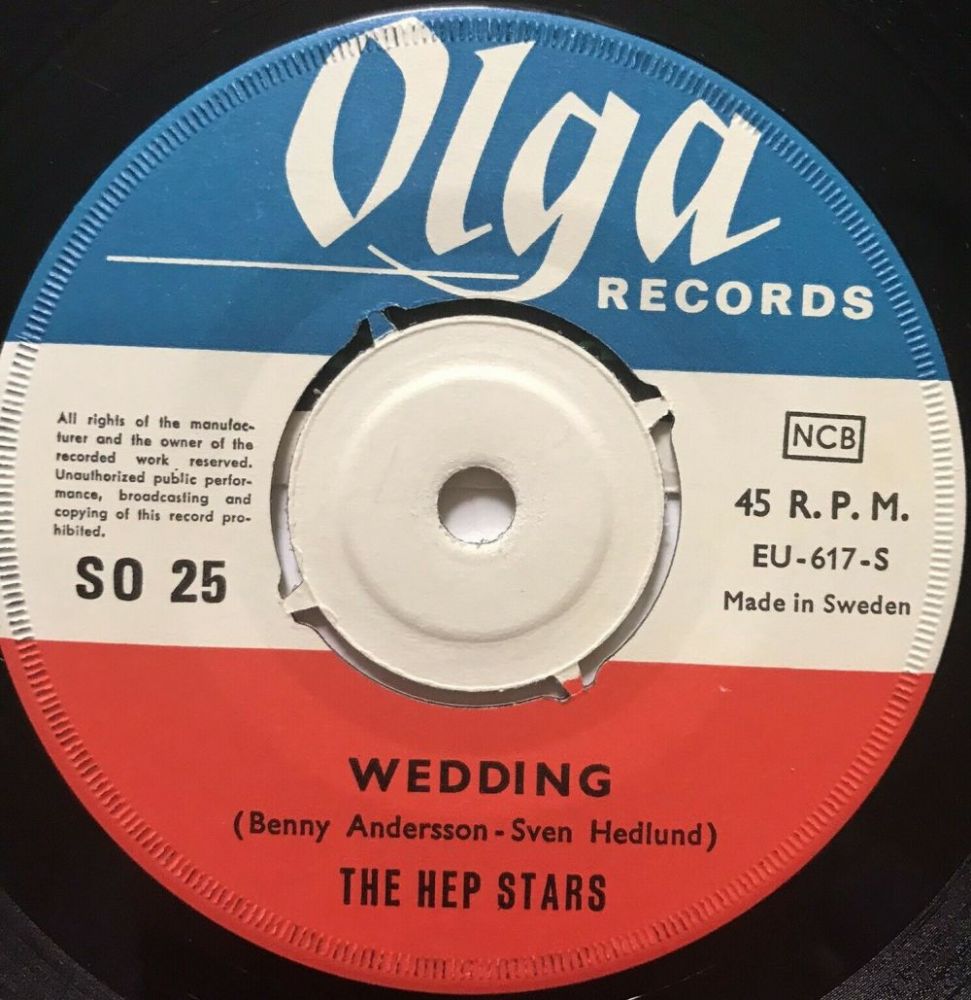 Olga
RECORDS
All rights of the manufac-
turer and the owner of the
recorded work reserved.
Unauthorized public perfor-
mance, broadcasting and
copying of this record pro-
hibited.
SO 25
NCB
45 R.P.M.
EU-617-S
Made in Sweden
WEDDING
(Benny Andersson-Sven Hedlund)
THE HEP STARS